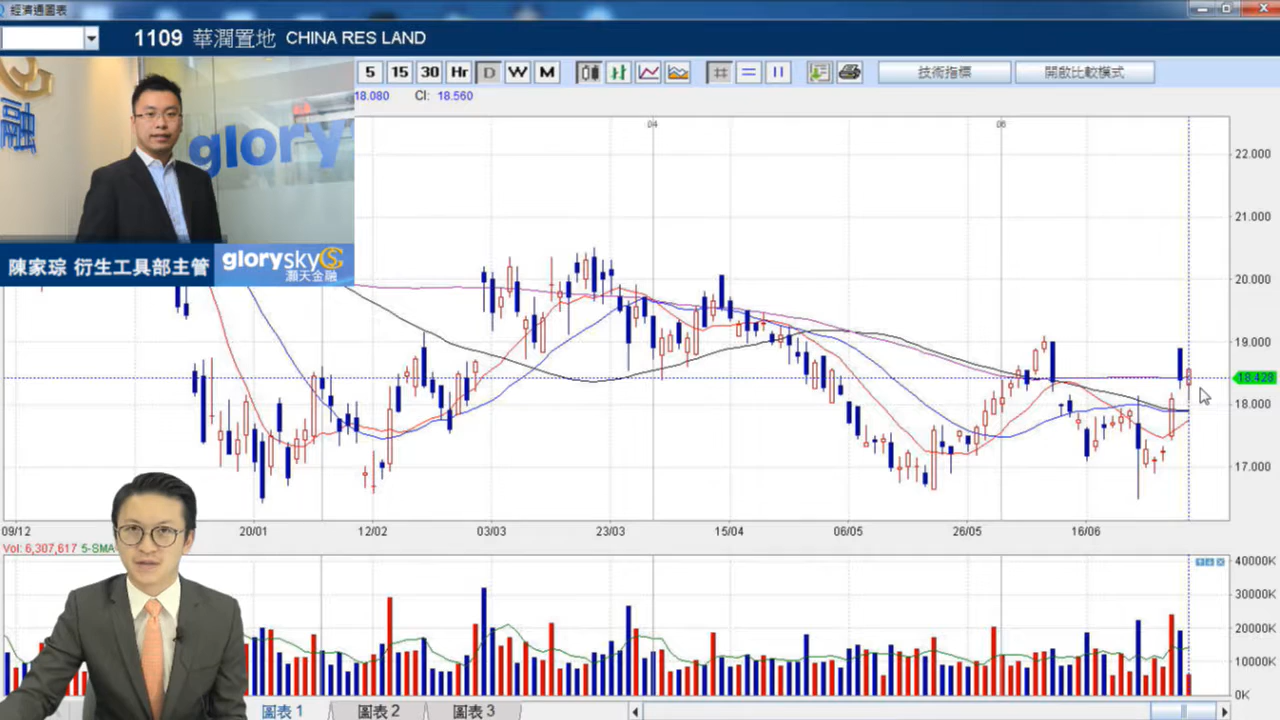 經濟通圖表
1109 華潤置地 CHINA RES LAND
5 15 30 Hr D W M 技術指標 開啟比較模式
18.080 CI: 18.560
融
glory
陳家琮 衍生工具部主管
glorysky
灝天金融
04 06
22.000
21.000
20.000
19.000
18.428
18.000
17.000
09/12 20/01 12/02 03/03 23/03 15/04 06/05 26/05 16/06
Vol: 6,307,617 5-SMA
40000K
30000K
20000K
10000K
0K
圖表 1 圖表 2 圖表 3